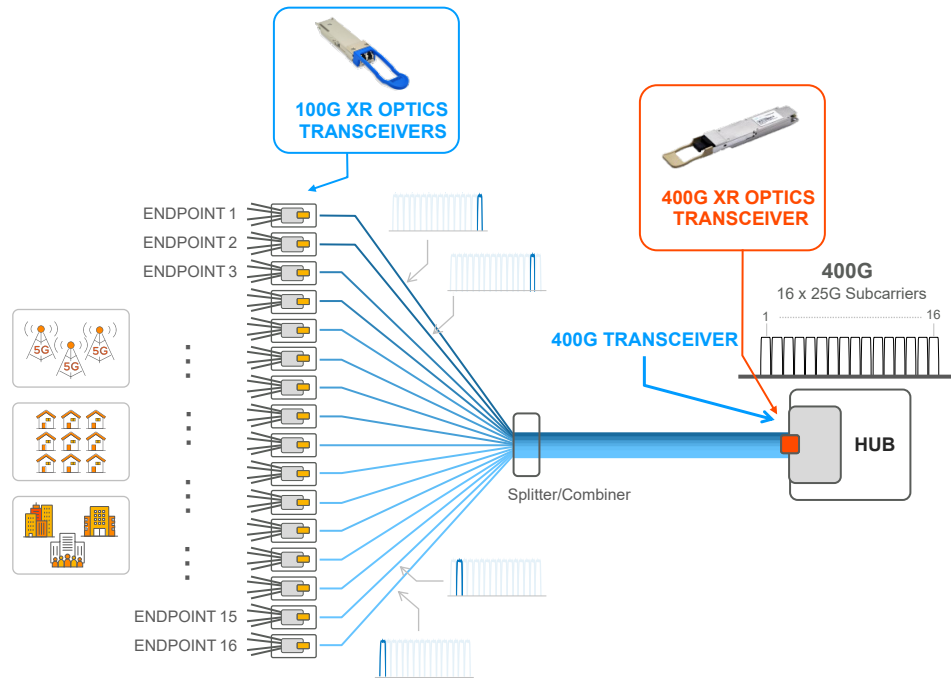 100G XR OPTICS
TRANSCEIVERS
400G XR OPTICS
TRANSCEIVER
ENDPOINT 1
ENDPOINT 2
ENDPOINT 3
400G
16 x 25G Subcarriers
1
16
400G TRANSCEIVER
5G
5G
5G
HUB
Splitter/Combiner
ENDPOINT 15
ENDPOINT 16